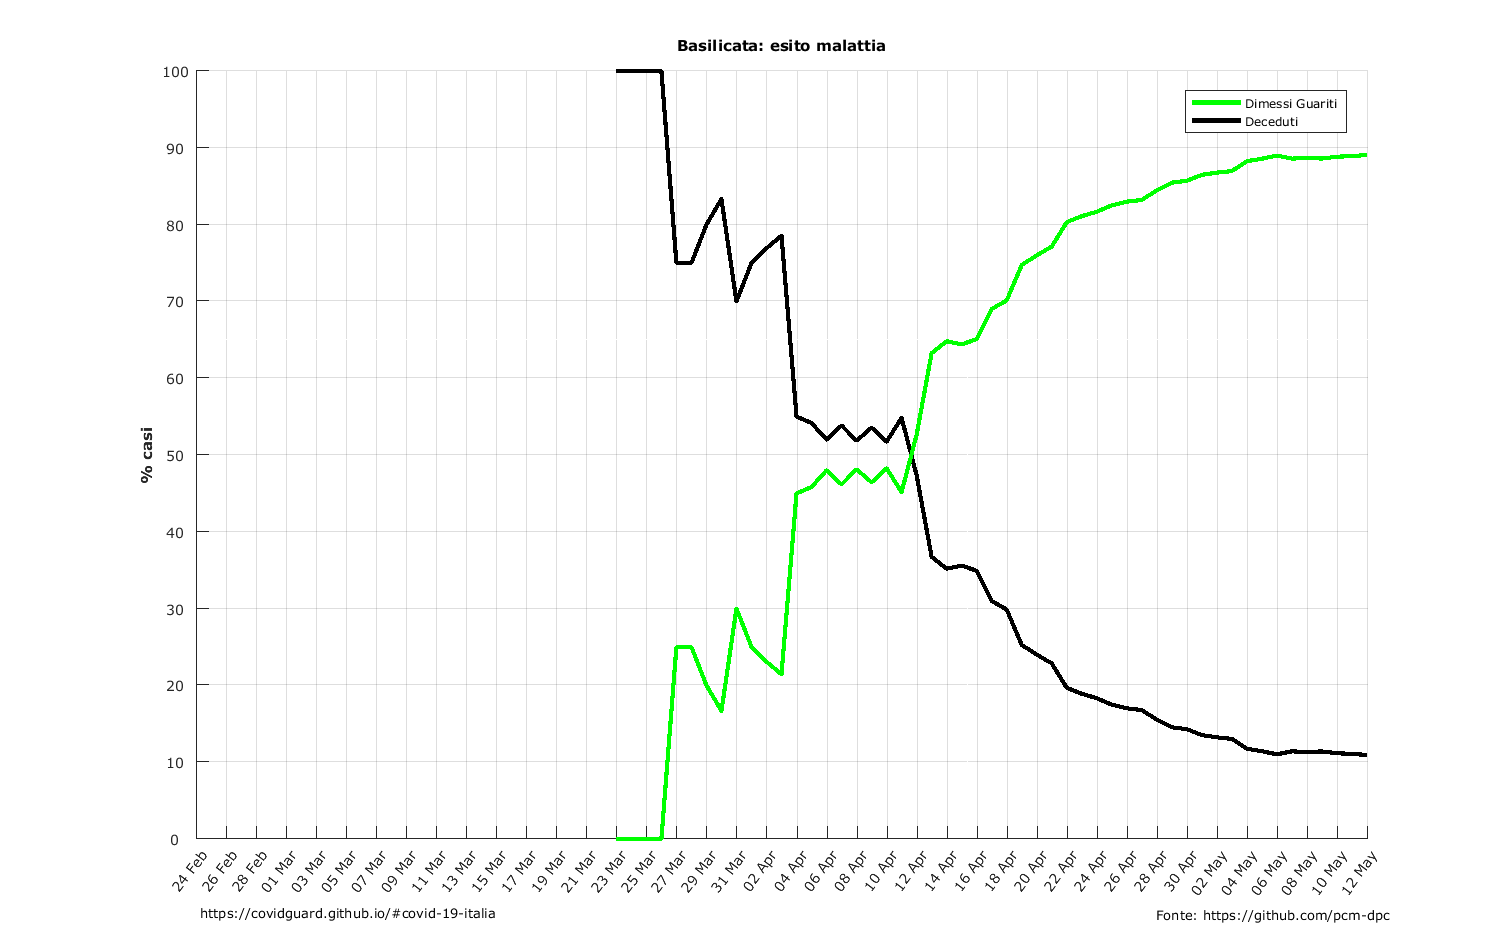 Basilicata: esito malattia
100
90
80
70
60
50
40
30
20
10
0
% casi
Dimessi Guariti
Deceduti
24 Feb
26 Feb
28 Feb
01 Mar
03 Mar
05 Mar
07 Mar
09 Mar
11 Mar
13 Mar
15 Mar
17 Mar
19 Mar
21 Mar
23 Mar
25 Mar
27 Mar
29 Mar
31 Mar
02 Apr
04 Apr
06 Apr
08 Apr
10 Apr
12 Apr
14 Apr
16 Apr
18 Apr
20 Apr
22 Apr
24 Apr
26 Apr
28 Apr
30 Apr
02 May
04 May
06 May
08 May
10 May
12 May
https://covidguard.github.io/#covid-19-italia
Fonte: https://github.com/pcm-dpc